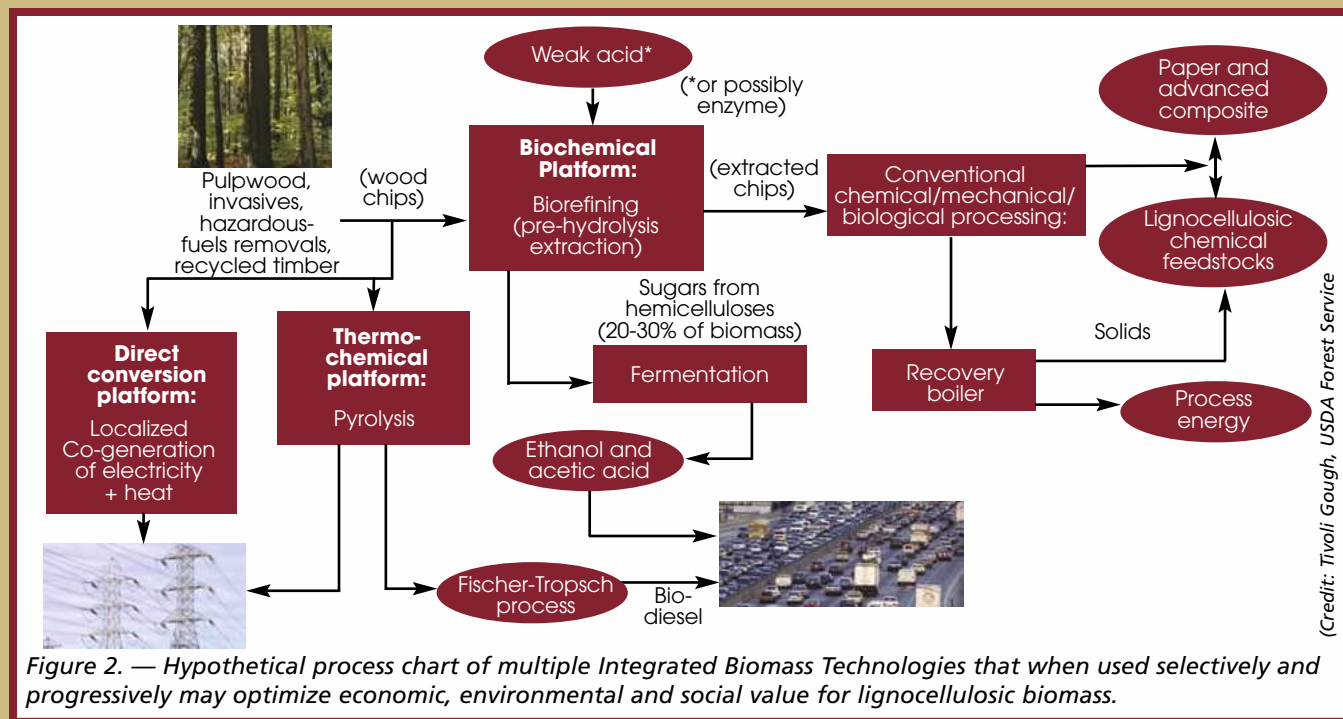 Weak acid*
(*or possibly
enzyme)
Paper and
advanced
composite
Pulpwood,
invasives,
hazardous-
fuels removals,
recycled timber
(wood
chips)
Biochemical
Platform:
Biorefining
(pre-hydrolysis
extraction)
(extracted
chips)
Conventional
chemical/mechanical/
biological processing:
Lignocellulosic
chemical
feedstocks
Direct
conversion
platform:
Localized
Co-generation
of electricity
+ heat
Thermo-
chemical
platform:
Pyrolysis
Sugars from
hemicelluloses
(20-30% of biomass)
Fermentation
Recovery
boiler
Solids
Process
energy
Ethanol and
acetic acid
Fischer-Tropsch
process
Bio-
diesel
(Credit: Tivoli Gough, USDA Forest Service
Figure 2. — Hypothetical process chart of multiple Integrated Biomass Technologies that when used selectively and
progressively may optimize economic, environmental and social value for lignocellulosic biomass.